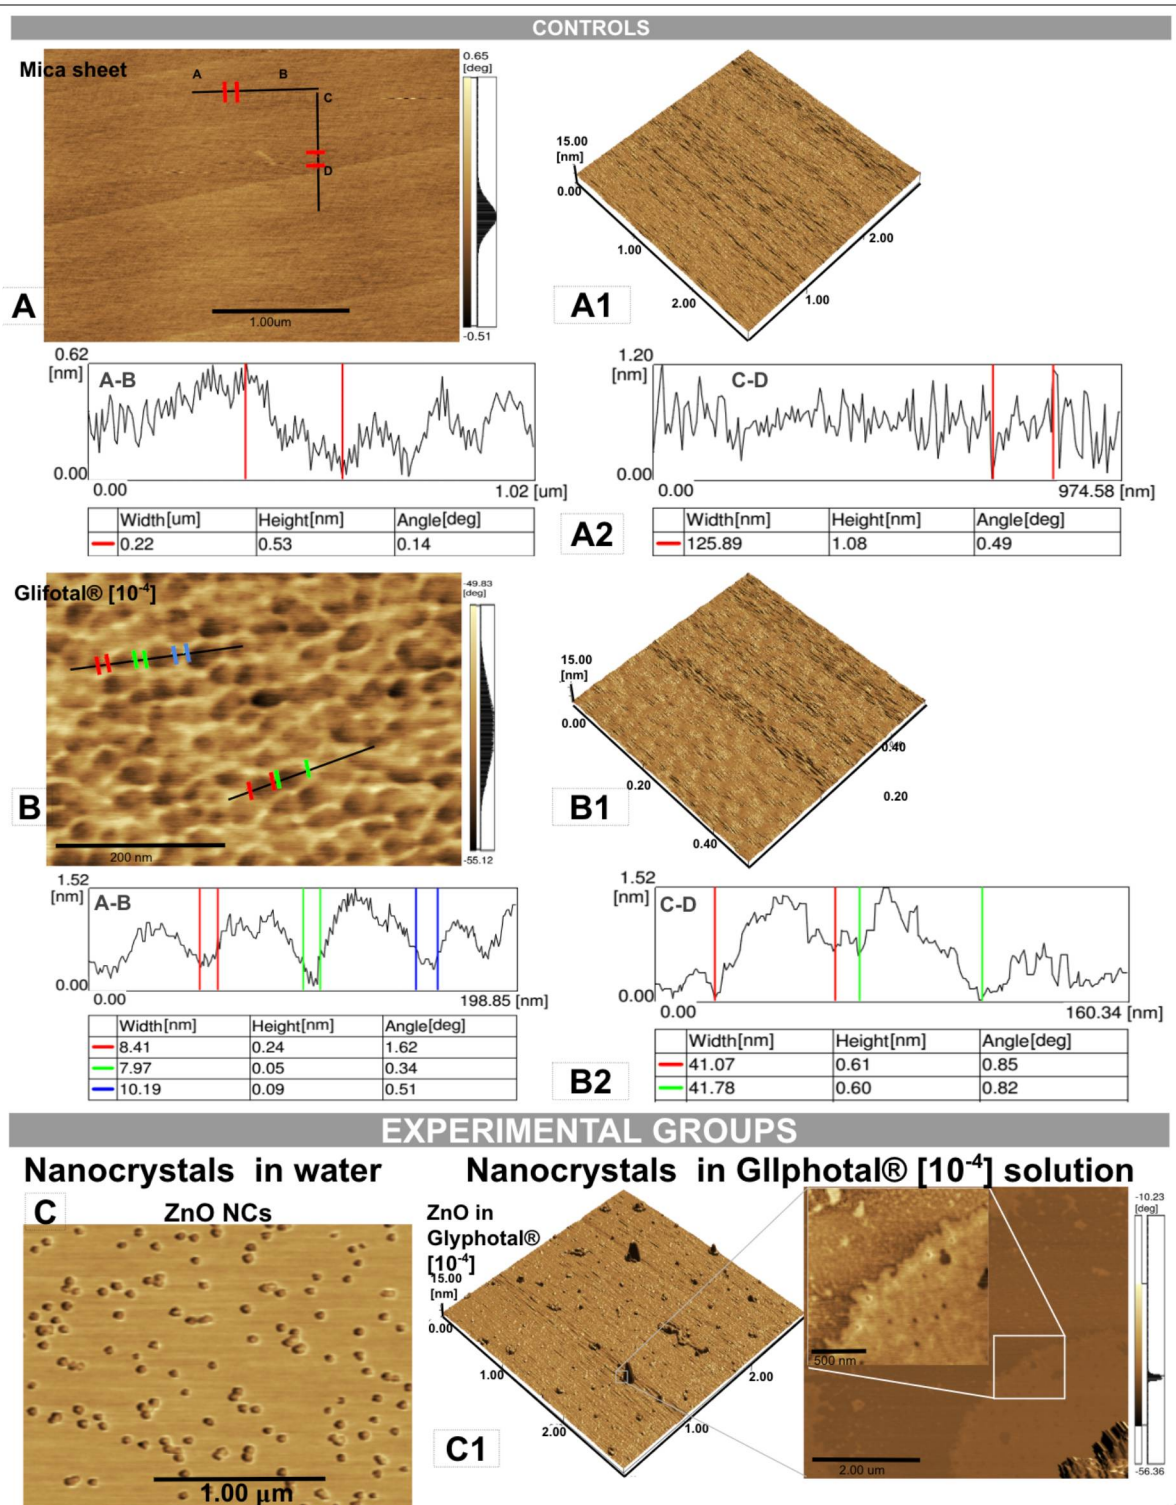 CONTROLS
Mica sheet
A
B
C
D
1.00um
0.65
[deg]
-0.51
A
15.00
[nm]
0.00
1.00
2.00
2.00
1.00
A1
0.62
[nm]
A-B
0.00
0.00
1.02 [um]
Width[um] Height[nm] Angle[deg]
0.22 0.53 0.14
A2
1.20
[nm]
C-D
0.00
0.00
974.58 [nm]
Width[nm] Height[nm] Angle[deg]
125.89 1.08 0.49
Glifotal® [10-4]
-49.83
[deg]
-55.12
B
200 nm
15.00
[nm]
0.00
0.20
0.40
0.40
0.20
B1
1.52
[nm]
A-B
0.00
0.00
198.85 [nm]
Width[nm] Height[nm] Angle[deg]
8.41 0.24 1.62
7.97 0.05 0.34
10.19 0.09 0.51
B2
1.52
[nm]
C-D
0.00
0.00
160.34 [nm]
Width[nm] Height[nm] Angle[deg]
41.07 0.61 0.85
41.78 0.60 0.82
EXPERIMENTAL GROUPS
Nanocrystals in water
Nanocrystals in Gllphotal® [10-4] solution
C
ZnO NCs
1.00 µm
ZnO in
Glyphotal®
[10-4]
15.00
[nm]
0.00
1.00
2.00
2.00
1.00
C1
500 nm
2.00 um
-10.23
[deg]
-56.36